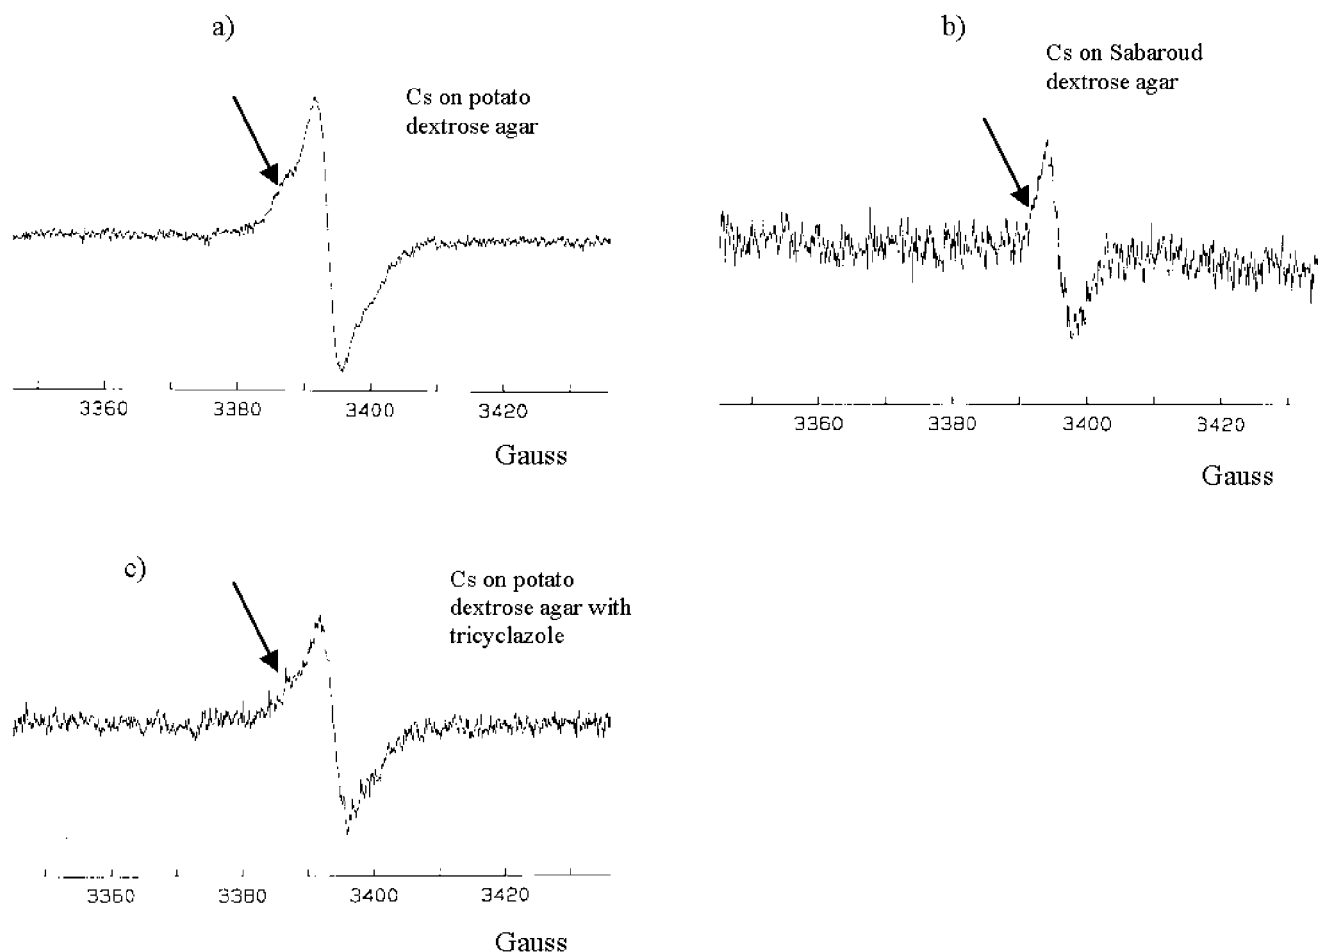 a)
Cs on potato
dextrose agar
3360 3380 3400 3420
Gauss
b)
Cs on Sabaroud
dextrose agar
3360 3380 3400 3420
Gauss
c)
Cs on potato
dextrose agar with
tricyclazole
3360 3380 3400 3420
Gauss